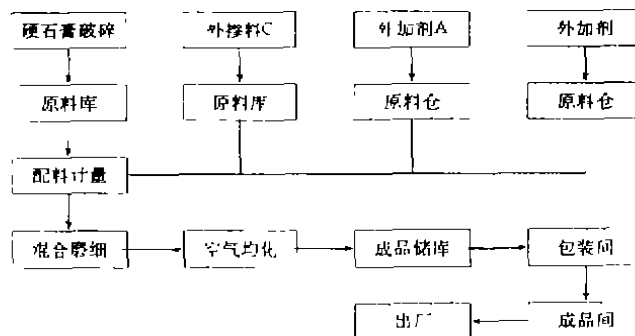 硬石膏破碎 外掺料C 外加剂A 外加剂
原料库 原料库 原料仓 原料仓
配料计量
混合磨细 空气均化 成品储库 包装间
出厂 成品间